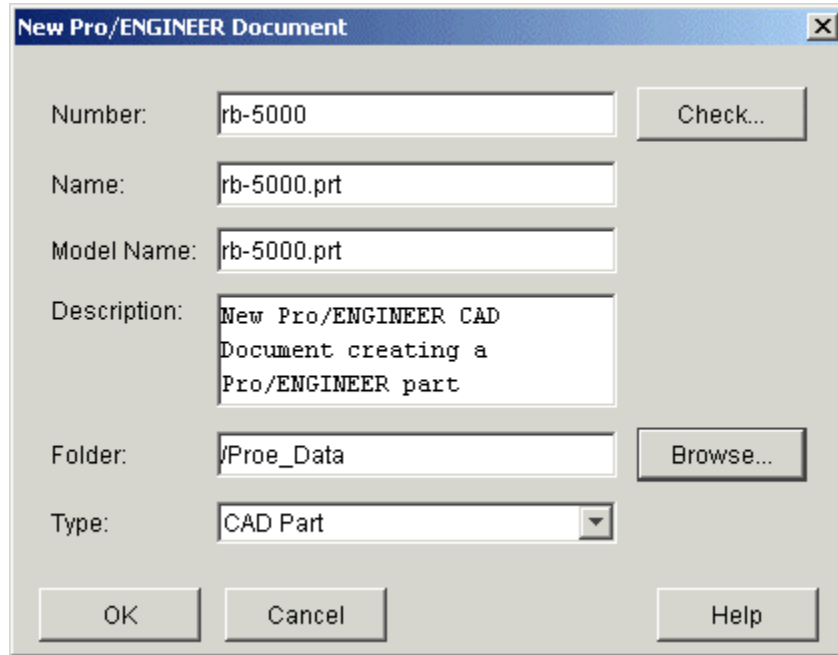 New Pro/ENGINEER Document
Number: rb-5000 Check...
Name: rb-5000.prt
Model Name: rb-5000.prt
Description: New Pro/ENGINEER CAD
Document creating a
Pro/ENGINEER part
Folder: /Proe_Data Browse...
Type: CAD Part
OK Cancel Help